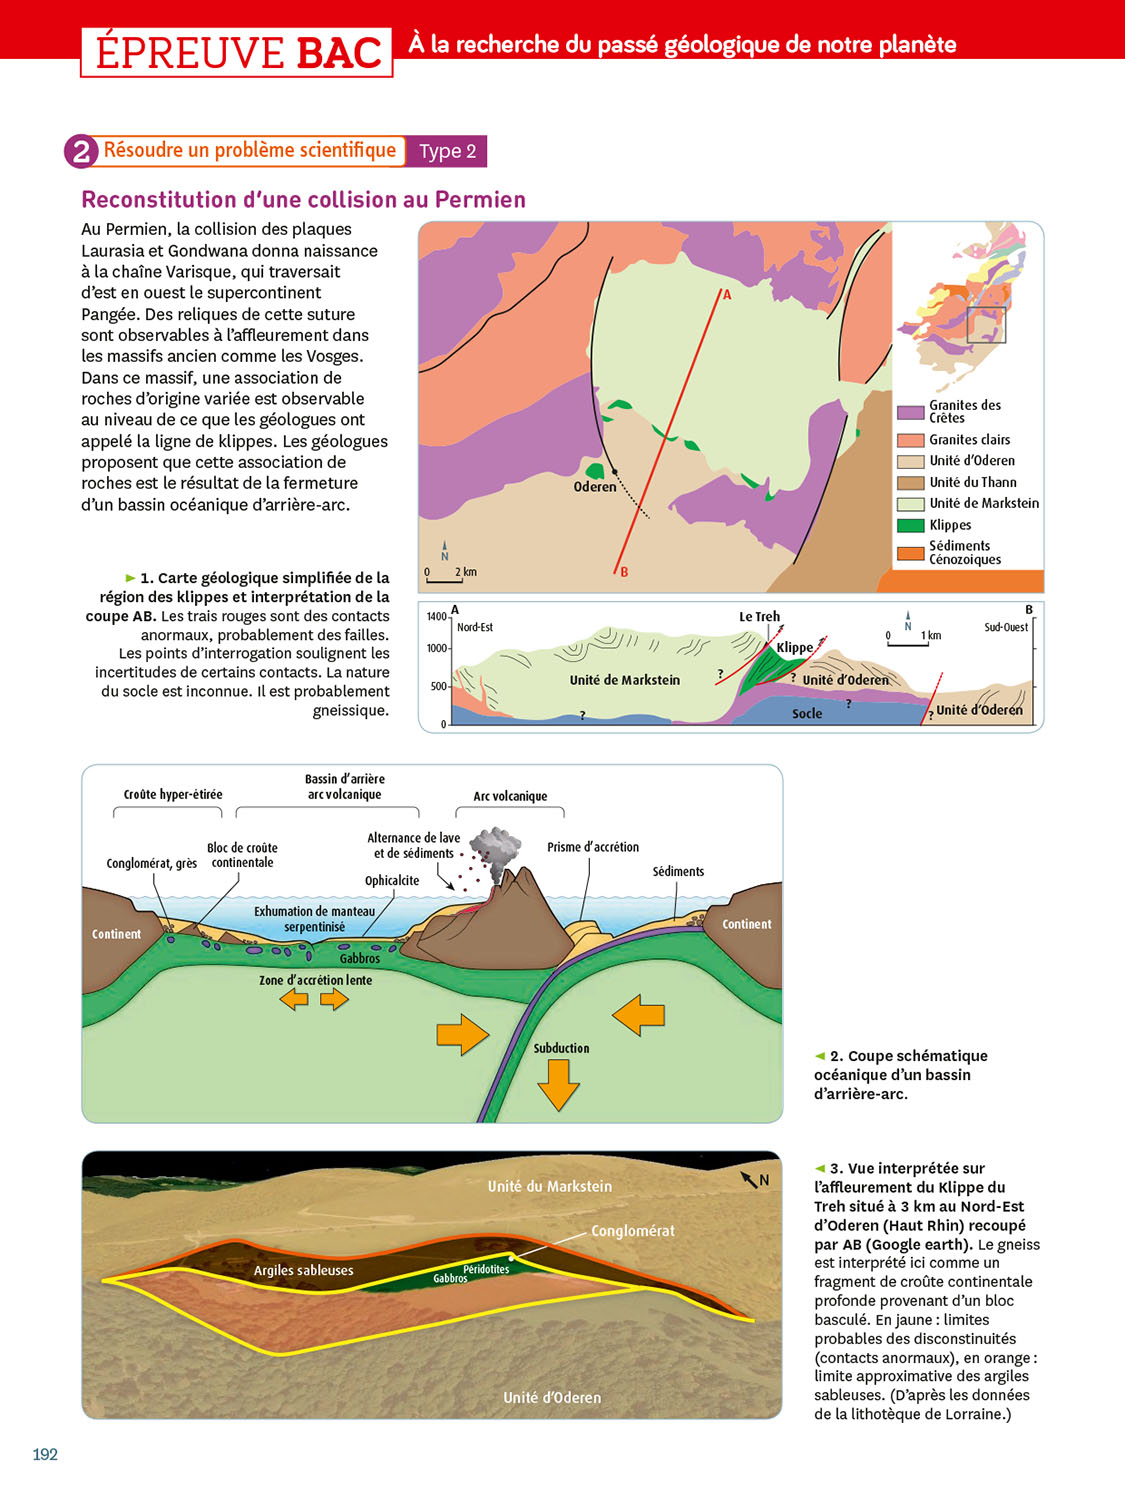 ÉPREUVE BAC
À la recherche du passé géologique de notre planète
2 Résoudre un problème scientifique Type 2
Reconstitution d'une collision au Permien
Au Permien, la collision des plaques
Laurasia et Gondwana donna naissance
à la chaîne Varisque, qui traversait
d'est en ouest le supercontinent
Pangée. Des reliques de cette suture
sont observables à l'affleurement dans
les massifs ancien comme les Vosges.
Dans ce massif, une association de
roches d'origine variée est observable
au niveau de ce que les géologues ont
appelé la ligne de klippes. Les géologues
proposent que cette association de
roches est le résultat de la fermeture
d'un bassin océanique d'arrière-arc.
► 1. Carte géologique simplifiée de la
région des klippes et interprétation de la
coupe AB. Les trais rouges sont des contacts
anormaux, probablement des failles.
Les points d'interrogation soulignent les
incertitudes de certains contacts. La nature
du socle est inconnue. Il est probablement
gneissique.
A
Oderen
B
N
0 2 km
Granites des
Crêtes
Granites clairs
Unité d'Oderen
Unité du Thann
Unité de Markstein
Klippes
Sédiments
Cénozoiques
A
B
1400
1000
500
0
Nord-Est
Le Treh
N
0 1 km
Sud-Ouest
Klippe
Unité de Markstein
?
?
Unité d'Oderen
?
?
Socle
?
Unité d'Oderen
Croûte hyper-étirée
Bassin d'arrière
arc volcanique
Arc volcanique
Conglomérat, grès
Bloc de croûte
continentale
Alternance de lave
et de sédiments
Ophicalcite
Prisme d'accrétion
Sédiments
Continent
Exhumation de manteau
serpentinisé
Gabbros
Continent
Zone d'accrétion lente
Subduction
◄ 2. Coupe schématique
océanique d'un bassin
d'arrière-arc.
Unité du Markstein
N
Conglomérat
Argiles sableuses
Péridotites
Gabbros
Unité d'Oderen
◄ 3. Vue interprétée sur
l'affleurement du Klippe du
Treh situé à 3 km au Nord-Est
d'Oderen (Haut Rhin) recoupé
par AB (Google earth). Le gneiss
est interprété ici comme un
fragment de croûte continentale
profonde provenant d'un bloc
basculé. En jaune : limites
probables des disconstinuités
(contacts anormaux), en orange :
limite approximative des argiles
sableuses. (D'après les données
de la lithotèque de Lorraine.)
192